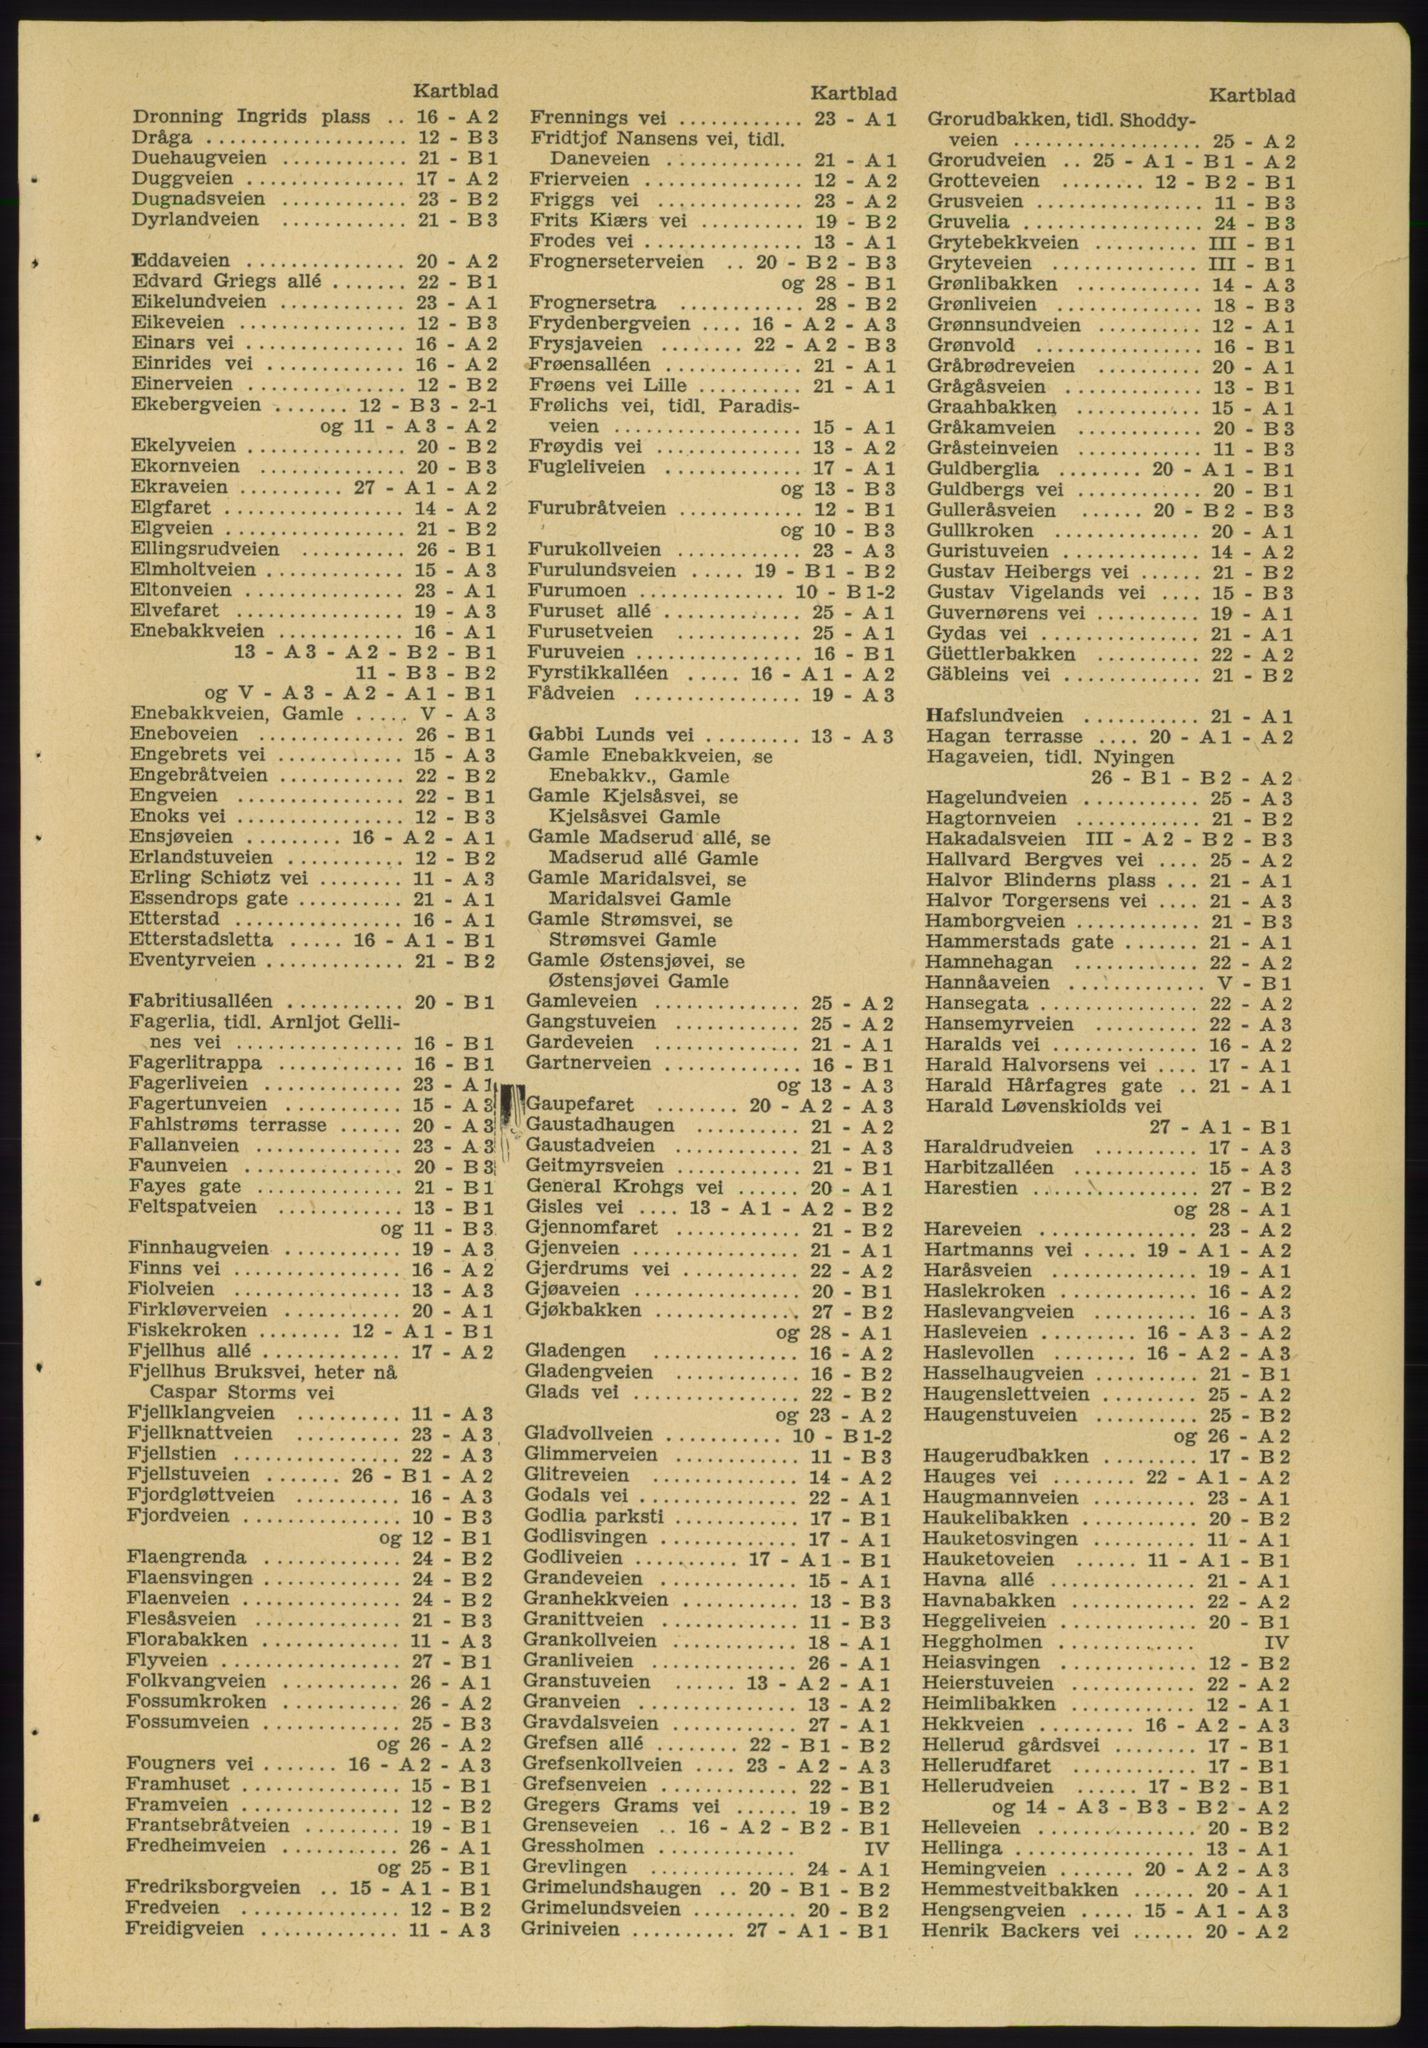 Kartblad
Dronning Ingrids plass .. 16 - A 2
Dråga .................... 12 - B 3
Duehaugveien ............ 21 - B 1
Duggveien ............... 17 - A 2
Dugnadsveien ............ 23 - B 2
Dyrlandveien ............ 21 - B 3
Eddaveien ............... 20 - A 2
Edvard Griegs allé ....... 22 - B 1
Eikelundveien ............ 23 - A 1
Eikeveien ................ 12 - B 3
Einars vei ............... 16 - A 2
Einrides vei ............. 16 - A 2
Einerveien ............... 12 - B 2
Ekebergveien ....... 12 - B 3 - 2-1
og 11 - A 3 - A 2
Ekelyveien ............... 20 - B 2
Ekornveien .............. 20 - B 3
Ekraveien .......... 27 - A 1 - A 2
Elgfaret ................. 14 - A 2
Elgveien ................. 21 - B 2
Ellingsrudveien .......... 26 - B 1
Elmholtveien ............. 15 - A 3
Eltonveien ............... 23 - A 1
Elvefaret ................ 19 - A 3
Enebakkveien ............ 16 - A 1
13 - A 3 - A 2 - B 2 - B 1
11 - B 3 - B 2
og V - A 3 - A 2 - A 1 - B 1
Enebakkveien, Gamle ..... V - A 3
Eneboveien .............. 26 - B 1
Engebrets vei ............ 15 - A 3
Engebråtveien ............ 22 - B 2
Engveien ................ 22 - B 1
Enoks vei ................ 12 - B 3
Ensjøveien ..... 16 - A 2 - A 1
Erlandstuveien ........... 12 - B 2
Erling Schiøtz vei ........ 11 - A 3
Essendrops gate .......... 21 - A 1
Etterstad ................ 16 - A 1
Etterstadsletta ..... 16 - A 1 - B 1
Eventyrveien ............. 21 - B 2
Fabritiusalléen ........... 20 - B 1
Fagerlia, tidl. Arnljot Gelli-
nes vei ................ 16 - B 1
Fagerlitrappa ............ 16 - B 1
Fagerliveien ............. 23 - A 1
Fagertunveien ........... 15 - A 3
Fahlstrøms terrasse ...... 20 - A 3
Fallanveien .............. 23 - A 3
Faunveien ............... 20 - B 3
Fayes gate .............. 21 - B 1
Feltspatveien ............ 13 - B 1
og 11 - B 3
Finnhaugveien ........... 19 - A 3
Finns vei ................ 16 - A 2
Fiolveien ................ 13 - A 3
Firkløverveien ........... 20 - A 1
Fiskekroken ........ 12 - A 1 - B 1
Fjellhus allé ............. 17 - A 2
Fjellhus Bruksvei, heter nå
Caspar Storms vei
Fjellklangveien .......... 11 - A 3
Fjellknattveien .......... 23 - A 3
Fjellstien ................ 22 - A 3
Fjellstuveien ....... 26 - B 1 - A 2
Fjordgløttveien .......... 16 - A 3
Fjordveien ............... 10 - B 3
og 12 - B 1
Flaengrenda ............. 24 - B 2
Flaensvingen ............. 24 - B 2
Flaenveien ............... 24 - B 2
Flesåsveien .............. 21 - B 3
Florabakken ............. 11 - A 3
Flyveien ................. 27 - B 1
Folkvangveien ........... 26 - A 1
Fossumkroken ........... 26 - A 2
Fossumveien ............. 25 - B 3
og 26 - A 2
Fougners vei ...... 16 - A 2 - A 3
Framhuset ............... 15 - B 1
Framveien ............... 12 - B 2
Frantsebråtveien ......... 19 - B 1
Fredheimveien ........... 26 - A 1
og 25 - B 1
Fredriksborgveien .. 15 - A 1 - B 1
Fredveien ............... 12 - B 2
Freidigveien ............. 11 - A 3
Kartblad
Frennings vei ............ 23 - A 1
Fridtjof Nansens vei, tidl.
Daneveien ............. 21 - A 1
Frierveien ............... 12 - A 2
Friggs vei .............. 23 - A 2
Frits Kiærs vei .......... 19 - B 2
Frodes vei ............... 13 - A 1
Frognerseterveien .. 20 - B 2 - B 3
og 28 - B 1
Frognersetra ............ 28 - B 2
Frydenbergveien .... 16 - A 2 - A 3
Frysjaveien ........ 22 - A 2 - B 3
Frøensalléen ............. 21 - A 1
Frøens vei Lille .......... 21 - A 1
Frølichs vei, tidl. Paradis-
veien .................. 15 - A 1
Frøydis vei .............. 13 - A 2
Fugleliveien ............. 17 - A 1
og 13 - B 3
Furubråtveien ............ 12 - B 1
og 10 - B 3
Furukollveien ............ 23 - A 3
Furulundsveien ..... 19 - B 1 - B 2
Furumoen .............. 10 - B 1-2
Furuset allé ............. 25 - A 1
Furusetveien ............ 25 - A 1
Furuveien ............... 16 - B 1
Fyrstikkalléen ..... 16 - A 1 - A 2
Fådveien ................ 19 - A 3
Gabbi Lunds vei ......... 13 - A 3
Gamle Enebakkveien, se
Enebakkv., Gamle
Gamle Kjelsåsvei, se
Kjelsåsvei Gamle
Gamle Madserud allé, se
Madserud allé Gamle
Gamle Maridalsvei, se
Maridalsvei Gamle
Gamle Strømsvei, se
Strømsvei Gamle
Gamle Østensjøvei, se
Østensjøvei Gamle
Gamleveien .............. 25 - A 2
Gangstuveien ............ 25 - A 2
Gardeveien .............. 21 - A 1
Gartnerveien ............. 16 - B 1
og 13 - A 3
Gaupefaret ........ 20 - A 2 - A 3
Gaustadhaugen .......... 21 - A 2
Gaustadveien ............ 21 - A 3
Geitmyrsveien ........... 21 - B 1
General Krohgs vei ...... 20 - A 1
Gisles vei .... 13 - A 1 - A 2 - B 2
Gjennomfaret ............ 21 - B 2
Gjenveien ............... 21 - A 1
Gjerdrums vei ........... 22 - A 2
Gjøaveien ............... 20 - B 1
Gjøkbakken .............. 27 - B 2
og 28 - A 1
Gladengen .............. 16 - A 2
Gladengveien ............ 16 - B 2
Glads vei ................ 22 - B 2
og 23 - A 2
Gladvollveien ........... 10 - B 1-2
Glimmerveien ............ 11 - B 3
Glitreveien .............. 14 - A 2
Godals vei ............... 22 - A 1
Godlia parksti ............ 17 - B 1
Godlisvingen ............. 17 - A 1
Godliveien .......... 17 - A 1 - B 1
Grandeveien ............. 15 - A 1
Granhekkveien ........... 13 - B 3
Granittveien ............. 11 - B 3
Grankollveien ............ 18 - A 1
Granliveien .............. 26 - A 1
Granstuveien ...... 13 - A 2 - A 1
Granveien ............... 13 - A 2
Gravdalsveien ............ 27 - A 1
Grefsen allé ........ 22 - B 1 - B 2
Grefsenkollveien .... 23 - A 2 - A 3
Grefsenveien ............. 22 - B 1
Gregers Grams vei ...... 19 - B 2
Grenseveien .. 16 - A 2 - B 2 - B 1
Gressholmen ............. IV
Grevlingen .............. 24 - A 1
Grimelundshaugen .. 20 - B 1 - B 2
Grimelundsveien .......... 20 - B 2
Griniveien .......... 27 - A 1 - B 1
Kartblad
Grorudbakken, tidl. Shoddy-
veien .................. 25 - A 2
Grorudveien .. 25 - A 1 - B 1 - A 2
Grotteveien ........ 12 - B 2 - B 1
Grusveien ................ 11 - B 3
Gruvelia ................. 24 - B 3
Grytebekkveien .......... III - B 1
Gryteveien .............. III - B 1
Grønlibakken ............ 14 - A 3
Grønliveien .............. 18 - B 3
Grønnsundveien .......... 12 - A 1
Grønvold ................ 16 - B 1
Gråbrødreveien .......... 20 - A 1
Grågåsveien ............. 13 - B 1
Graahbakken ............ 15 - A 1
Gråkamveien ............ 20 - B 3
Gråsteinveien ............ 11 - B 3
Guldberglia ........ 20 - A 1 - B 1
Guldbergs vei ............ 20 - B 1
Gulleråsveien ...... 20 - B 2 - B 3
Gullkroken .............. 20 - A 1
Guristuveien ............. 14 - A 2
Gustav Heibergs vei ...... 21 - B 2
Gustav Vigelands vei .... 15 - B 3
Guvernørens vei .......... 19 - A 1
Gydas vei ............... 21 - A 1
Güettlerbakken .......... 22 - A 2
Gäbleins vei ............. 21 - B 2
Hafslundveien ........... 21 - A 1
Hagan terrasse .... 20 - A 1 - A 2
Hagaveien, tidl. Nyingen
26 - B 1 - B 2 - A 2
Hagelundveien ........... 25 - A 3
Hagtornveien ............ 21 - B 2
Hakadalsveien III - A 2 - B 2 - B 3
Hallvard Bergves vei .... 25 - A 2
Halvor Blinderns plass ... 21 - A 1
Halvor Torgersens vei .... 21 - A 3
Hamborgveien ........... 21 - B 3
Hammerstads gate ....... 21 - A 1
Hamnehagan ............ 22 - A 2
Hannåaveien ............. V - B 1
Hansegata ............... 22 - A 2
Hansemyrveien .......... 22 - A 3
Haralds vei .............. 16 - A 2
Harald Halvorsens vei .... 17 - A 1
Harald Hårfagres gate .. 21 - A 1
Harald Løvenskiolds vei
27 - A 1 - B 1
Haraldrudveien .......... 17 - A 3
Harbitzalléen ............ 15 - A 3
Harestien ................ 27 - B 2
og 28 - A 1
Hareveien ............... 23 - A 2
Hartmanns vei ..... 19 - A 1 - A 2
Haråsveien .............. 19 - A 1
Haslekroken ............. 16 - A 2
Haslevangveien .......... 16 - A 3
Hasleveien ......... 16 - A 3 - A 2
Haslevollen ........ 16 - A 2 - A 3
Hasselhaugveien ......... 21 - B 1
Haugenslettveien ......... 25 - A 2
Haugenstuveien .......... 25 - B 2
og 26 - A 2
Haugerudbakken ......... 17 - B 2
Hauges vei ........ 22 - A 1 - A 2
Haugmannveien .......... 23 - A 1
Haukelibakken ........... 20 - B 2
Hauketosvingen .......... 11 - A 1
Hauketoveien ...... 11 - A 1 - B 1
Havna allé .............. 21 - A 1
Havnabakken ............ 22 - A 2
Heggeliveien ............. 20 - B 1
Heggholmen ............. IV
Heiasvingen ............. 12 - B 2
Heierstuveien ............ 22 - A 2
Heimlibakken ............ 12 - A 1
Hekkveien ......... 16 - A 2 - A 3
Hellerud gårdsvei ........ 17 - B 1
Hellerudfaret ............ 17 - B 1
Hellerudveien ...... 17 - B 2 - B 1
og 14 - A 3 - B 3 - B 2 - A 2
Helleveien ............... 20 - B 2
Hellinga ................. 13 - A 1
Hemingveien ....... 20 - A 2 - A 3
Hemmestveitbakken ...... 20 - A 1
Hengsengveien ..... 15 - A 1 - A 3
Henrik Backers vei ...... 20 - A 2